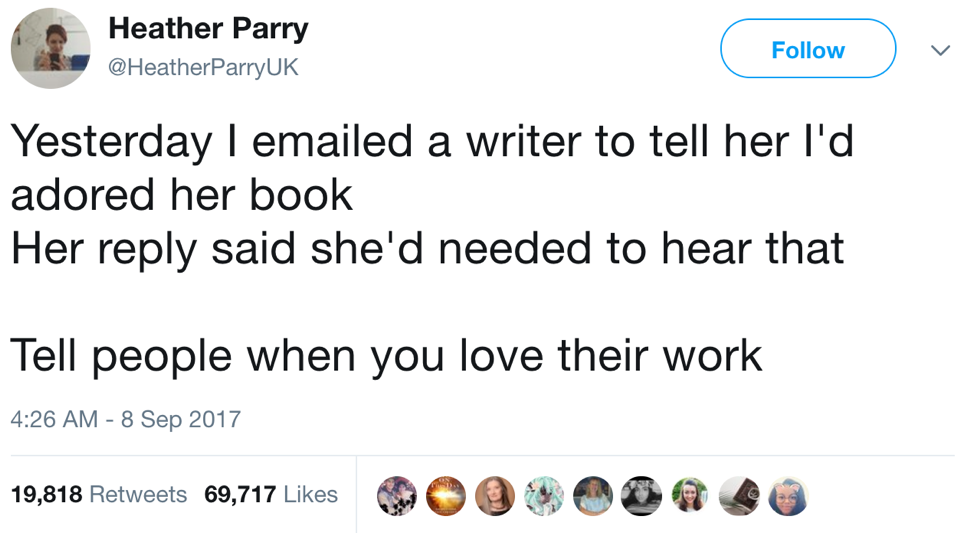 Heather Parry
@HeatherParryUK
Follow
Yesterday I emailed a writer to tell her I'd
adored her book
Her reply said she'd needed to hear that
Tell people when you love their work
4:26 AM - 8 Sep 2017
19,818 Retweets 69,717 Likes